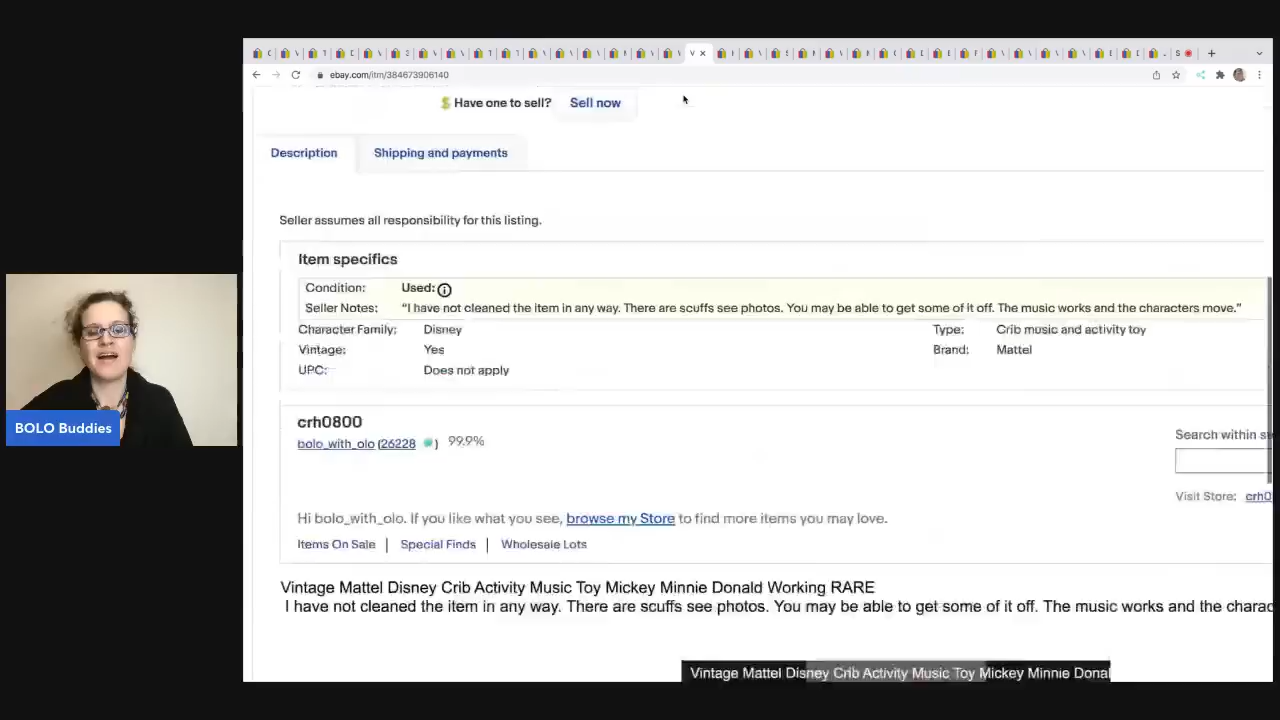 ebay.com/itm/384673906140
Have one to sell? Sell now
Description Shipping and payments
Seller assumes all responsibility for this listing.
Item specifics
Condition: Used:
Seller Notes: “I have not cleaned the item in any way. There are scuffs see photos. You may be able to get some of it off. The music works and the characters move.”
Character Family: Disney Type: Crib music and activity toy
Vintage: Yes Brand: Mattel
UPC: Does not apply
crh0800
bolo_with_olo (26228 ) 99.9%
Search within s
Visit Store: crh0
Hi bolo_with_olo. If you like what you see, browse my Store to find more items you may love.
Items On Sale | Special Finds | Wholesale Lots
Vintage Mattel Disney Crib Activity Music Toy Mickey Minnie Donald Working RARE
I have not cleaned the item in any way. There are scuffs see photos. You may be able to get some of it off. The music works and the charac
Vintage Mattel Disney Crib Activity Music Toy Mickey Minnie Donal
BOLO Buddies